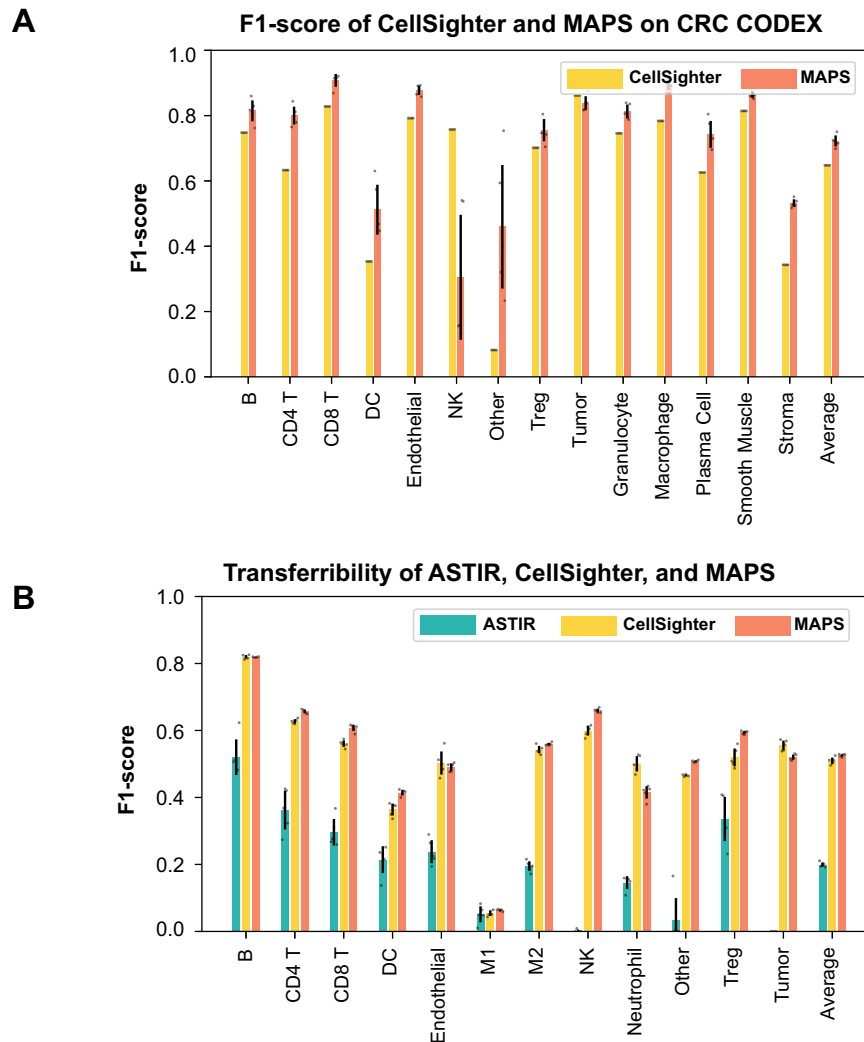 A
F1-score of CellSighter and MAPS on CRC CODEX
F1-score
1.0
0.8
0.6
0.4
0.2
0.0
CellSighter MAPS
B
CD4 T
CD8 T
DC
Endothelial
NK
Other
Treg
Tumor
Granulocyte
Macrophage
Plasma Cell
Smooth Muscle
Stroma
Average
B
Transferribility of ASTIR, CellSighter, and MAPS
F1-score
1.0
0.8
0.6
0.4
0.2
0.0
ASTIR CellSighter MAPS
B
CD4 T
CD8 T
DC
Endothelial
M1
M2
NK
Neutrophil
Other
Treg
Tumor
Average